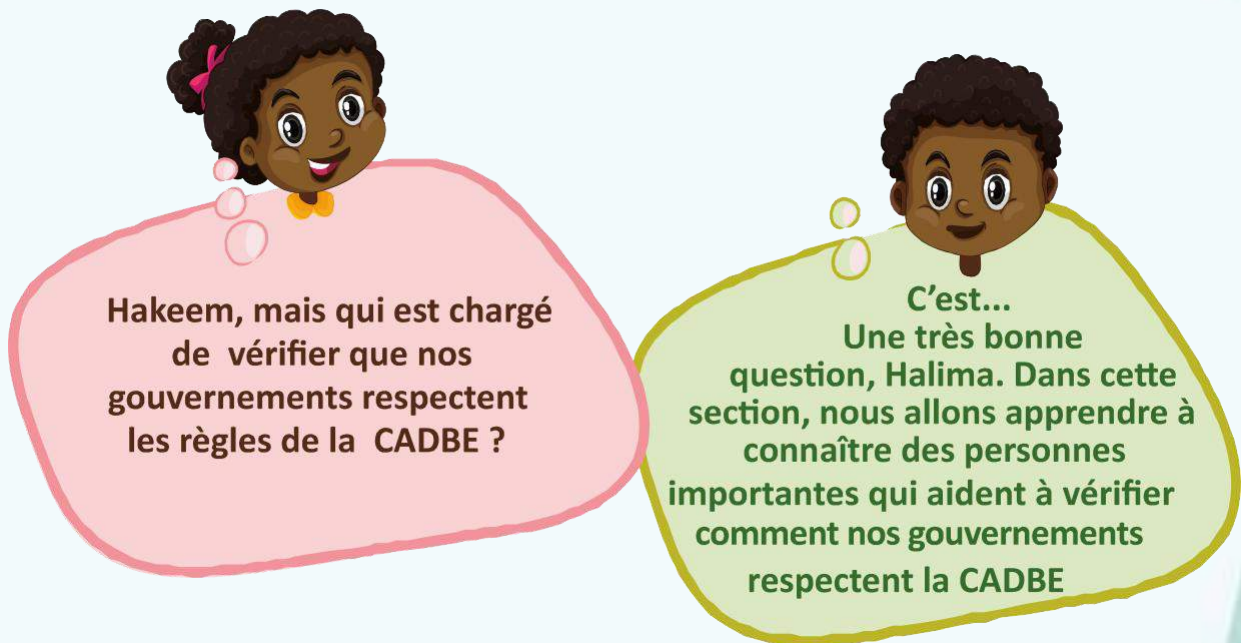 Hakeem, mais qui est chargé
de vérifier que nos
gouvernements respectent
les règles de la CADBE ?
C’est...
Une très bonne
question, Halima. Dans cette
section, nous allons apprendre à
connaître des personnes
importantes qui aident à vérifier
comment nos gouvernements
respectent la CADBE